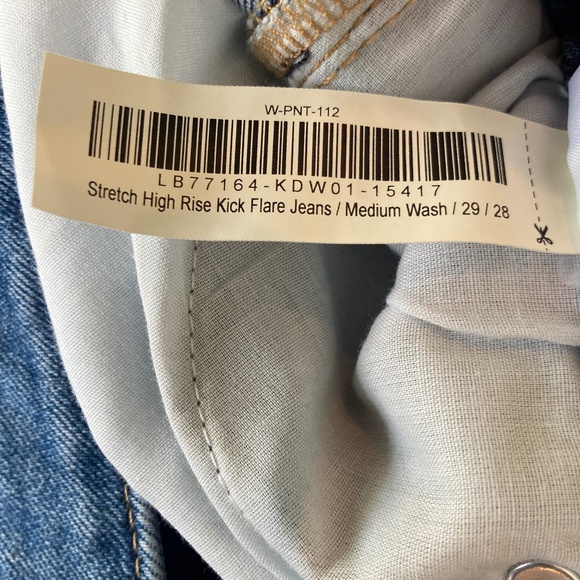 W-PNT-112
LB77164-KDW01-15417
Stretch High Rise Kick Flare Jeans / Medium Wash / 29 / 28